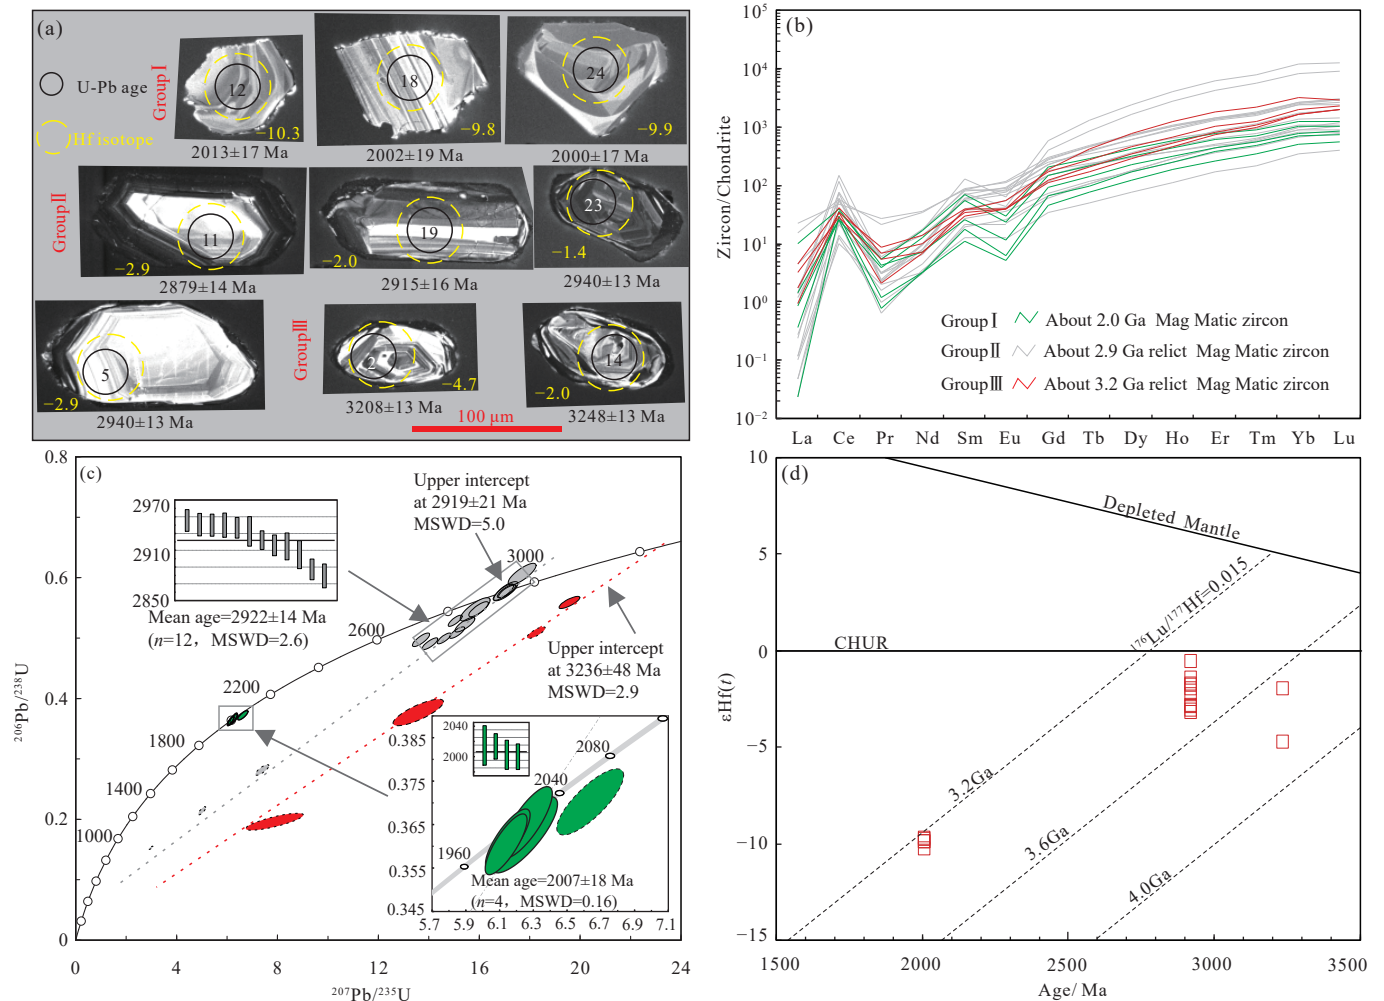 (a)
U-Pb age
Hf isotope
Group Ⅰ
12
−10.3
2013±17 Ma
18
−9.8
2002±19 Ma
24
−9.9
2000±17 Ma
Group Ⅱ
11
−2.9
2879±14 Ma
19
−2.0
2915±16 Ma
23
−1.4
2940±13 Ma
5
−2.9
2940±13 Ma
Group Ⅲ
2
−4.7
3208±13 Ma
14
−2.0
3248±13 Ma
100 μm
(b)
Zircon/Chondrite
10⁵
10⁴
10³
10²
10¹
10⁰
10⁻¹
10⁻²
Group Ⅰ About 2.0 Ga Mag Matic zircon
Group Ⅱ About 2.9 Ga relict Mag Matic zircon
Group Ⅲ About 3.2 Ga relict Mag Matic zircon
La Ce Pr Nd Sm Eu Gd Tb Dy Ho Er Tm Yb Lu
(c)
²⁰⁶Pb/²³⁸U
0.8
0.6
0.4
0.2
0
0 4 8 12 16 20 24
²⁰⁷Pb/²³⁵U
1000
1400
1800
2200
2600
3000
2970
2910
2850
Mean age=2922±14 Ma
(n=12, MSWD=2.6)
Upper intercept
at 2919±21 Ma
MSWD=5.0
Upper intercept
at 3236±48 Ma
MSWD=2.9
0.385
0.375
0.365
0.355
0.345
2040
2000
2080
2040
1960
Mean age=2007±18 Ma
(n=4, MSWD=0.16)
5.7 5.9 6.1 6.3 6.5 6.7 6.9 7.1
(d)
εHf(t)
10
5
0
−5
−10
−15
Depleted Mantle
CHUR
¹⁷⁶Lu/¹⁷⁷Hf=0.015
3.2Ga
3.6Ga
4.0Ga
1500 2000 2500 3000 3500
Age/ Ma